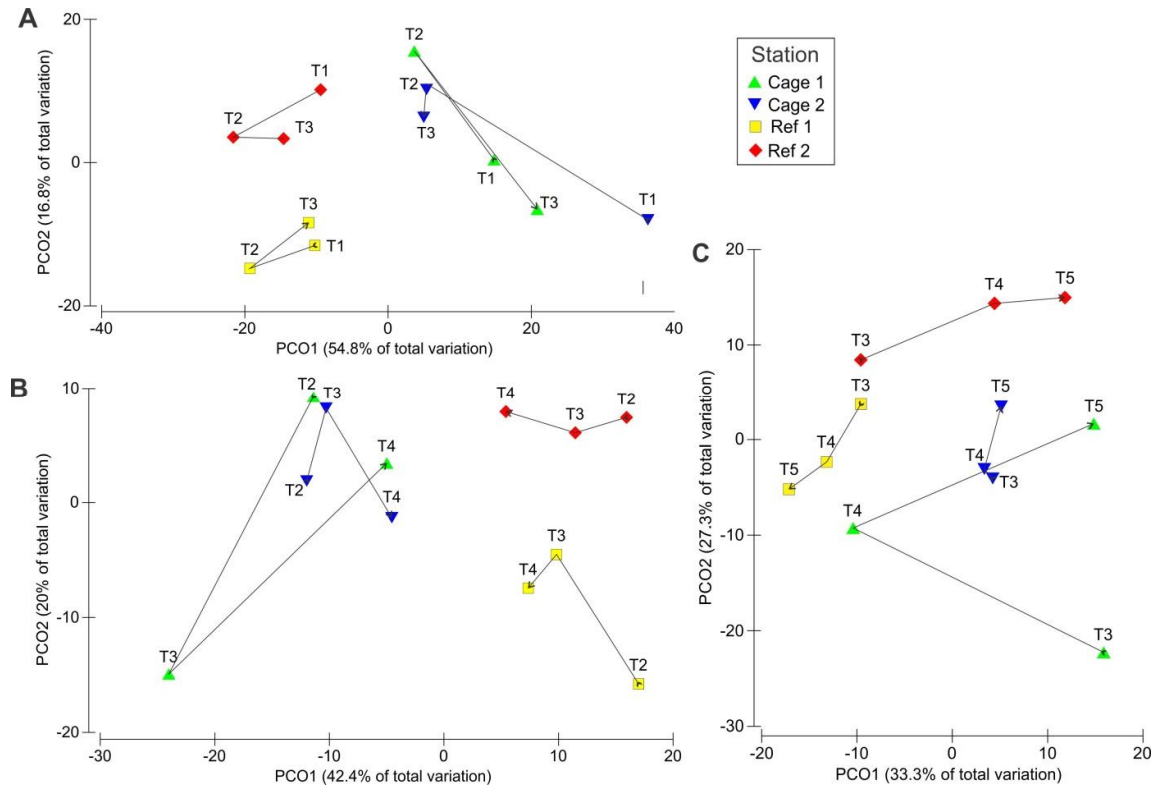 A
20
0
-20
PCO2 (16.8% of total variation)
T1
T2
T3
T3
T2
T1
T2
T2
T3
T1
T3
T1
-40
-20
0
20
40
PCO1 (54.8% of total variation)
Station
Cage 1
Cage 2
Ref 1
Ref 2
B
10
0
-10
-20
PCO2 (20% of total variation)
T2
T3
T2
T4
T4
T3
T4
T3
T2
T3
T4
T2
-30
-20
-10
0
10
20
PCO1 (42.4% of total variation)
C
20
10
0
-10
-20
-30
PCO2 (27.3% of total variation)
T4
T5
T3
T3
T4
T5
T5
T5
T4
T3
T4
T3
-20
-10
0
10
20
PCO1 (33.3% of total variation)